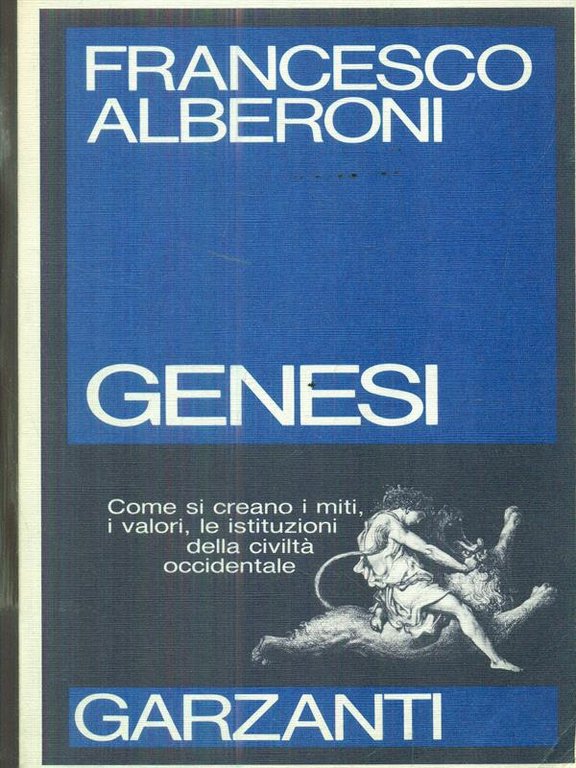 FRANCESCO
ALBERONI
GENESI
Come si creano i miti,
i valori, le istituzioni
della civiltà
occidentale
GARZANTI